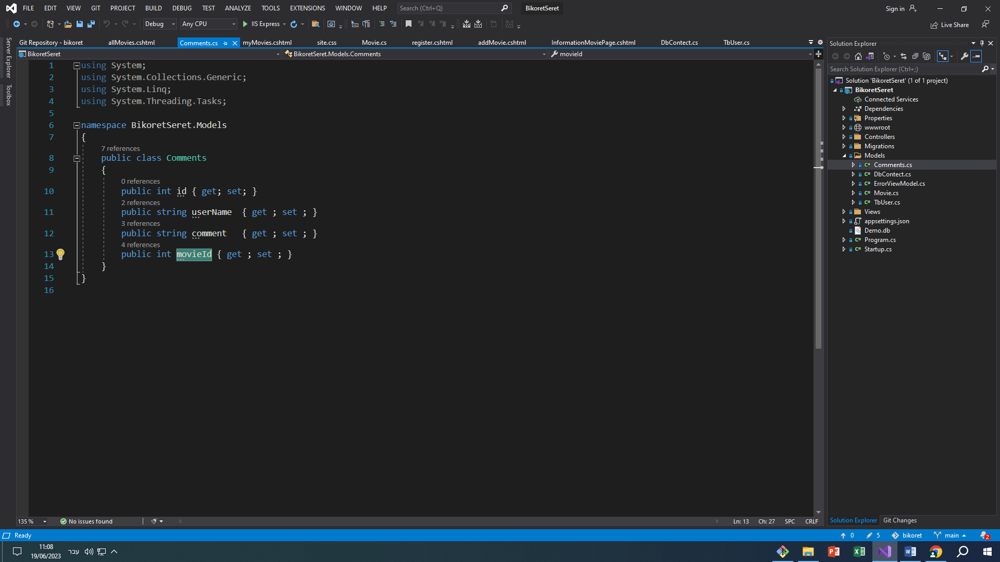 FILE EDIT VIEW GIT PROJECT BUILD DEBUG TEST ANALYZE TOOLS EXTENSIONS WINDOW HELP Search (Ctrl+Q) BikoretSeret Sign in
Debug Any CPU IIS Express Live Share
Git Repository - bikoret allMovies.cshtml Comments.cs myMovies.cshtml site.css Movie.cs register.cshtml addMovie.cshtml InformationMoviePage.cshtml DbContect.cs TbUser.cs
BikoretSeret BikoretSeret.Models.Comments movieId
Server Explorer
Toolbox
1 using System;
2 using System.Collections.Generic;
3 using System.Linq;
4 using System.Threading.Tasks;
5
6 namespace BikoretSeret.Models
7 {
7 references
8 public class Comments
9 {
0 references
10 public int id { get; set; }
2 references
11 public string userName { get ; set ; }
3 references
12 public string comment { get ; set ; }
4 references
13 public int movieId { get ; set ; }
14 }
15 }
16
135 % No issues found Ln: 13 Ch: 27 SPC CRLF
Solution Explorer
Search Solution Explorer (Ctrl+;)
Solution 'BikoretSeret' (1 of 1 project)
BikoretSeret
Connected Services
Dependencies
Properties
wwwroot
Controllers
Migrations
Models
C# Comments.cs
C# DbContect.cs
C# ErrorViewModel.cs
C# Movie.cs
C# TbUser.cs
Views
appsettings.json
Demo.db
C# Program.cs
C# Startup.cs
Solution Explorer Git Changes
Ready 0 5 bikoret main 2
11:08
19/06/2023
עבר